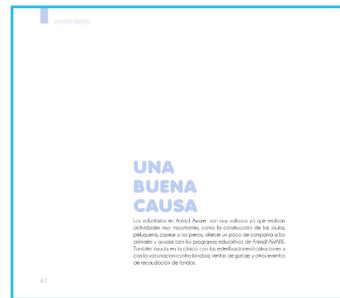 VOLUNTARIADO
UNA
BUENA
CAUSA
Los voluntarios en Animal Aware son muy valiosos ya que realizan
actividades muy importantes, como la construcción de las jaulas,
peluquería, pasear a los perros, ofrecer un poco de compañía a los
animales y ayudar con los programas educativos de Animal AWARE.
También ayuda en la clínica con las esterilizaciones/castraciones y
con la vacunación contra la rabia, ventas de garaje y otros eventos
de recaudación de fondos.
47